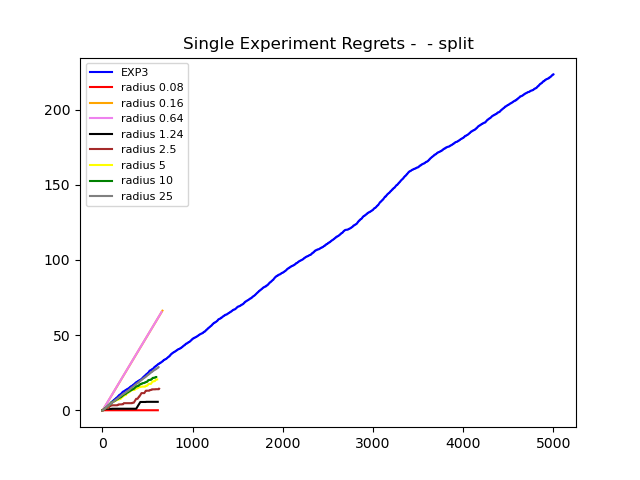 Single Experiment Regrets -  - split
EXP3
radius 0.08
radius 0.16
radius 0.64
radius 1.24
radius 2.5
radius 5
radius 10
radius 25
200
150
100
50
0
0 1000 2000 3000 4000 5000